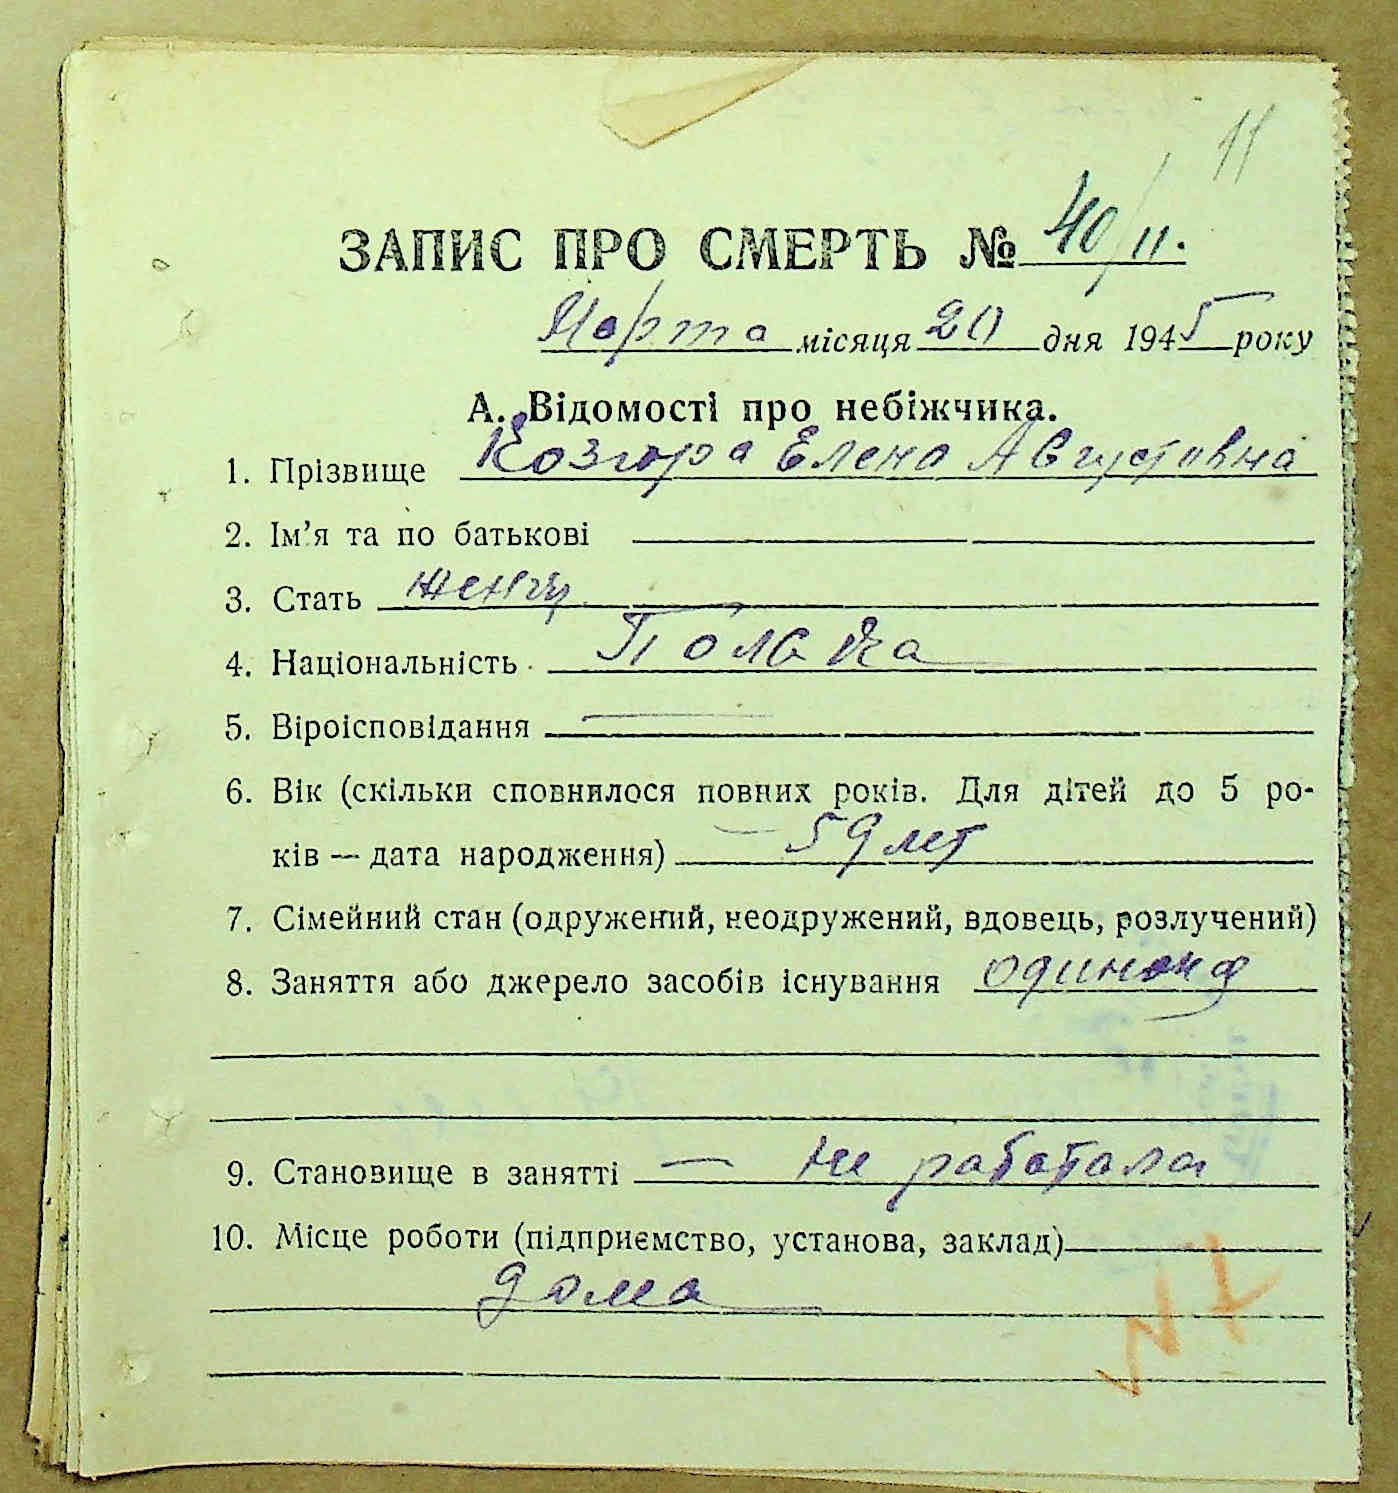 11
ЗАПИС ПРО СМЕРТЬ № 40/11.
Марта місяця 20 дня 1945 року
А. Відомості про небіжчика.
1. Прізвище Козгора Елена Августивна
2. Ім’я та по батькові
3. Стать
4. Національність Полька
5. Віроісповідання —
6. Вік (скільки сповнилося повних років. Для дітей до 5 ро-
ків — дата народження) — 59 лет
7. Сімейний стан (одружений, неодружений, вдовець, розлучений)
8. Заняття або джерело засобів існування одинока
9. Становище в занятті — не работала
10. Місце роботи (підприємство, установа, заклад)
дома